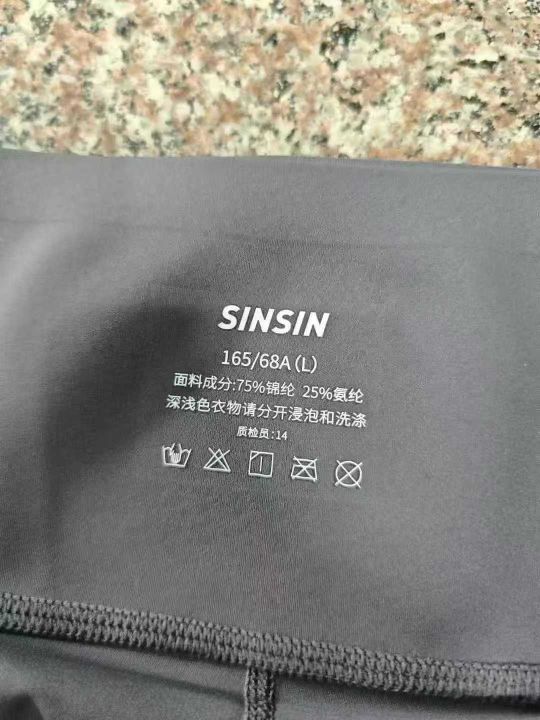 SINSIN
165/68A(L)
面料成分:75%锦纶 25%氨纶
深浅色衣物请分开浸泡和洗涤
质检员:14